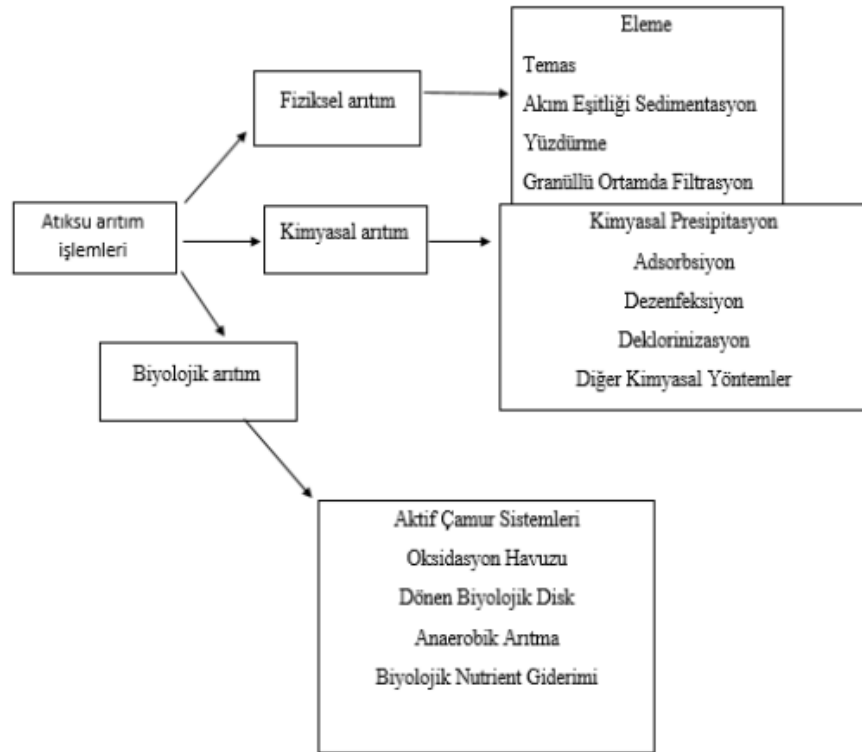 Eleme
Temas
Akım Eşitliği Sedimentasyon
Yüzdürme
Granüllü Ortamda Filtrasyon
Fiziksel arıtım
Atıksu arıtım
işlemleri
Kimyasal arıtım
Kimyasal Presipitasyon
Adsorbsiyon
Dezenfeksiyon
Deklorinizasyon
Diğer Kimyasal Yöntemler
Biyolojik arıtım
Aktif Çamur Sistemleri
Oksidasyon Havuzu
Dönen Biyolojik Disk
Anaerobik Arıtma
Biyolojik Nutrient Giderimi